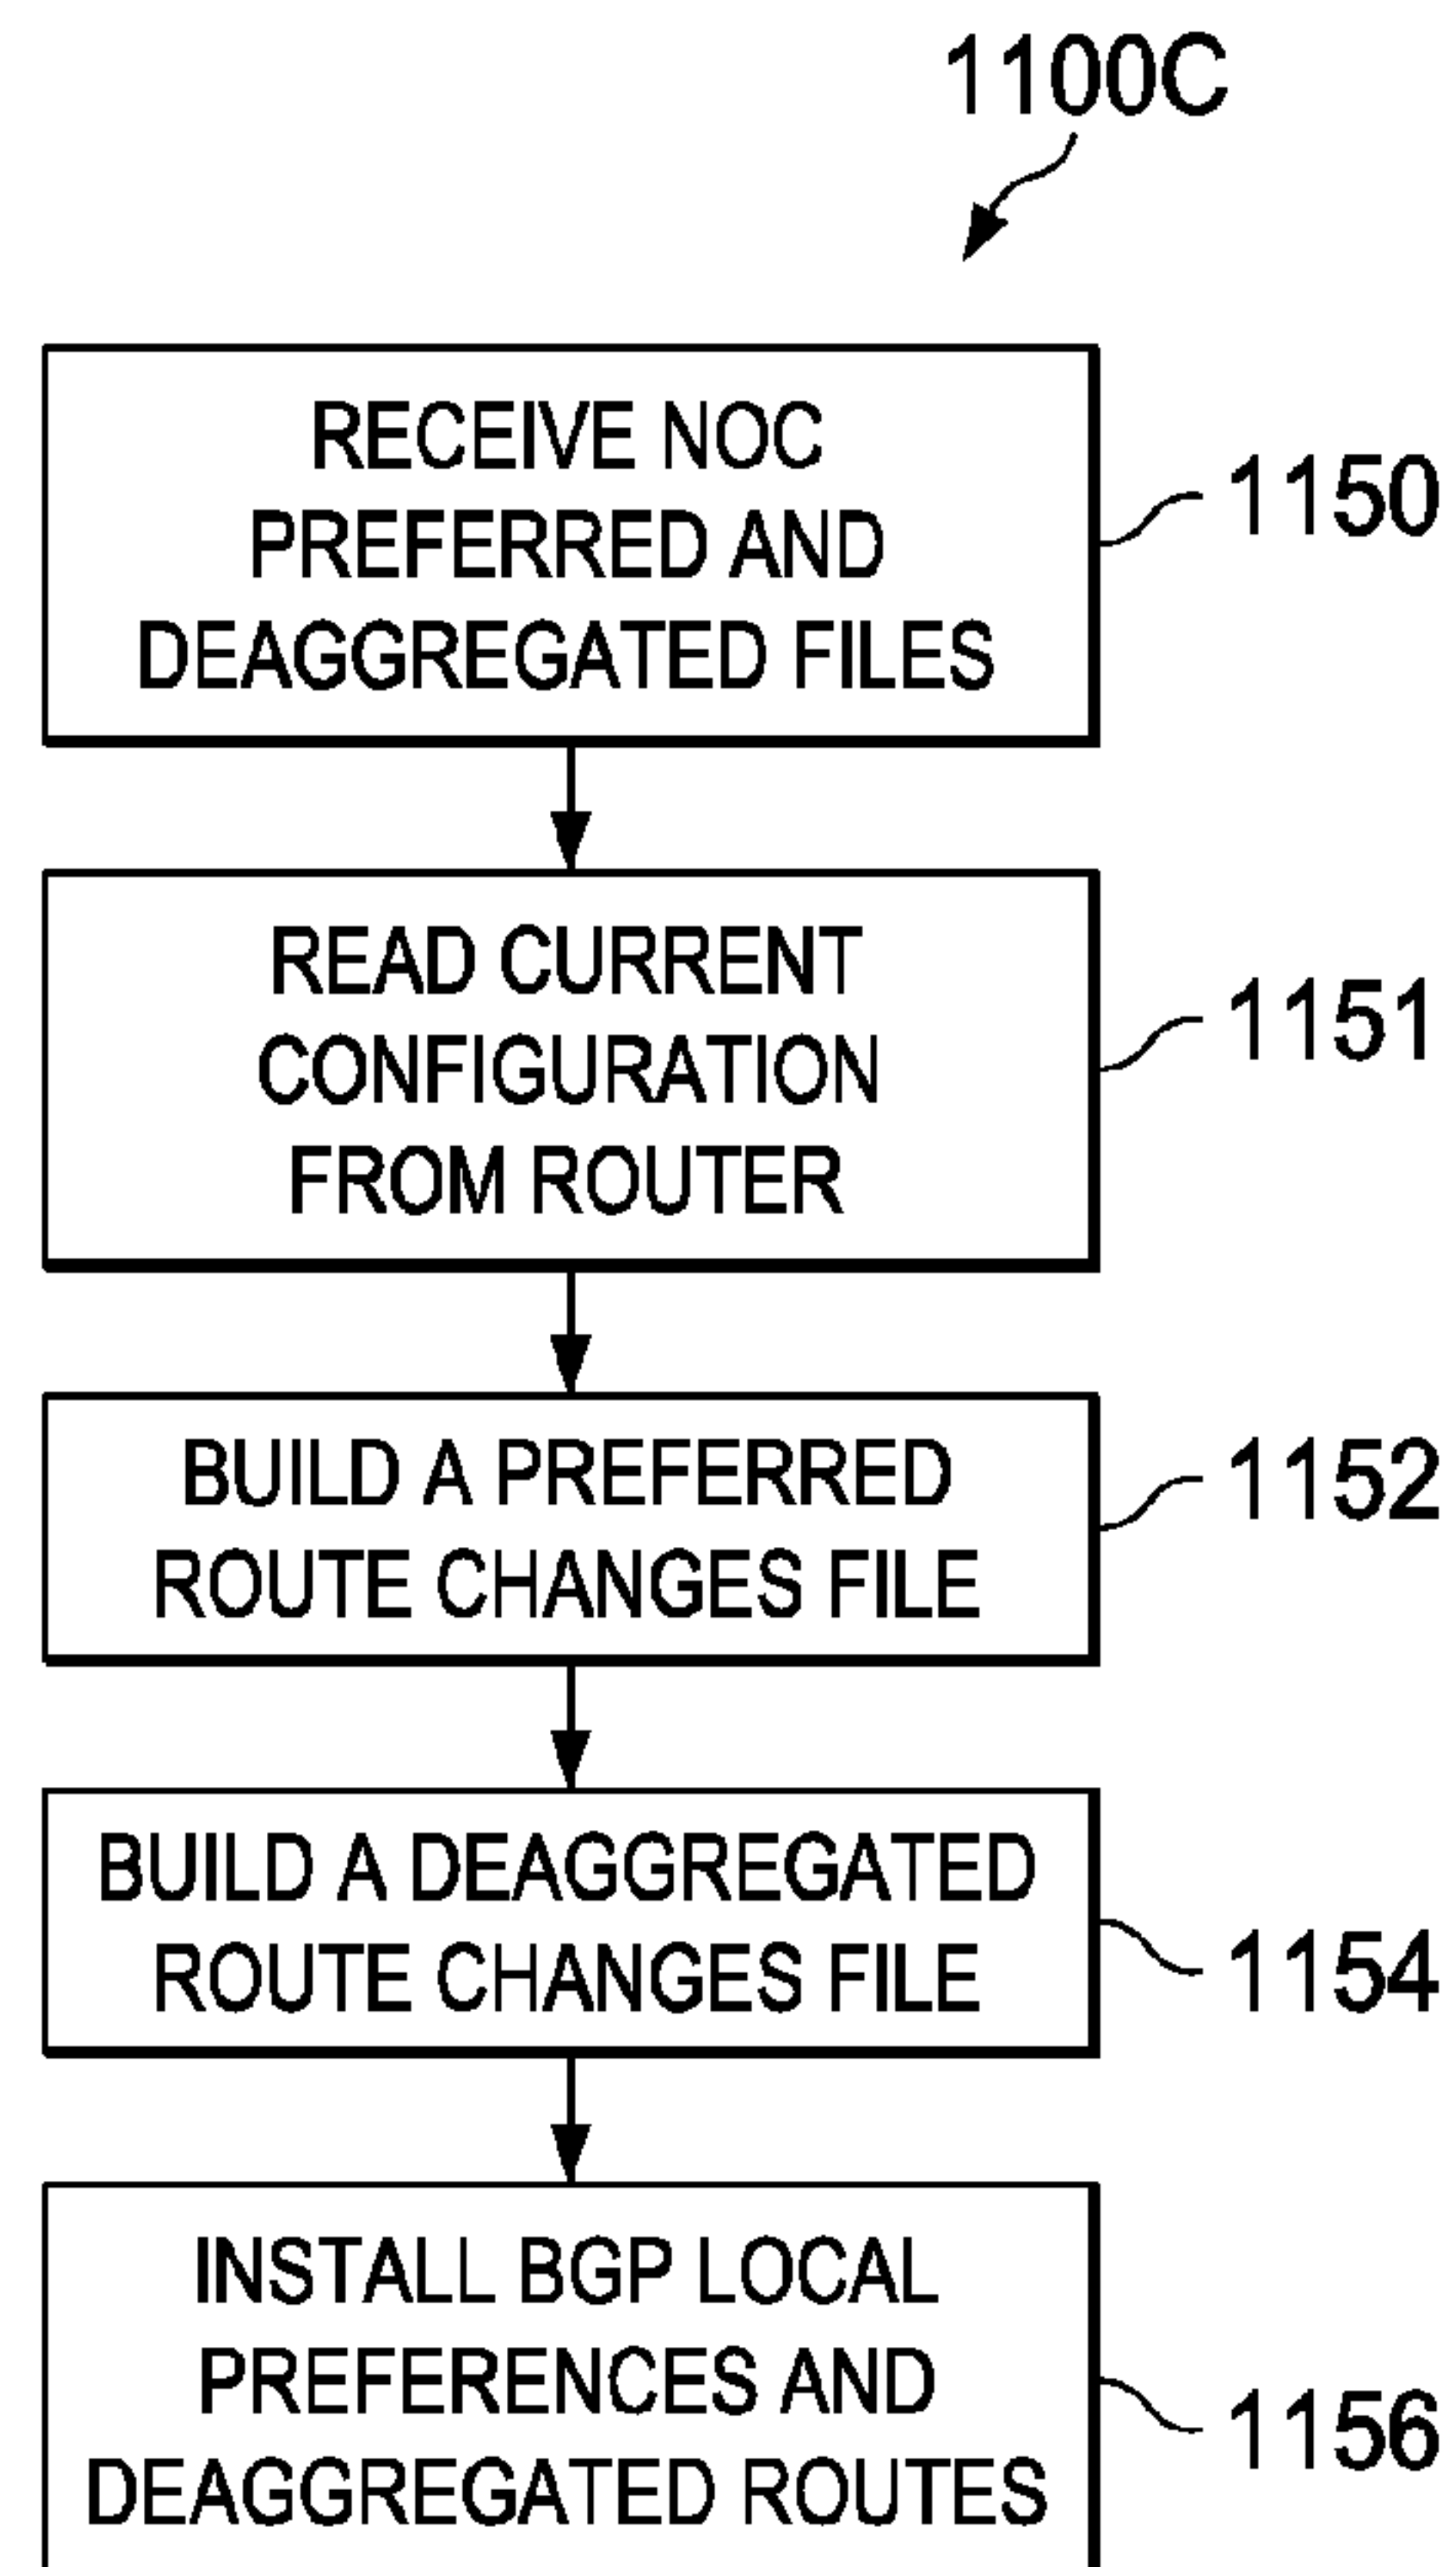 1100C
RECEIVE NOC
PREFERRED AND
DEAGGREGATED FILES
1150
READ CURRENT
CONFIGURATION
FROM ROUTER
1151
BUILD A PREFERRED
ROUTE CHANGES FILE
1152
BUILD A DEAGGREGATED
ROUTE CHANGES FILE
1154
INSTALL BGP LOCAL
PREFERENCES AND
DEAGGREGATED ROUTES
1156